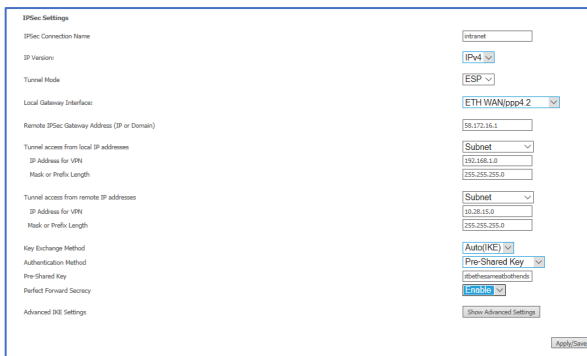 IPSec Settings
IPSec Connection Name intranet
IP Version: IPv4
Tunnel Mode ESP
Local Gateway Interface: ETH WAN/ppp4.2
Remote IPSec Gateway Address (IP or Domain) 58.172.16.1
Tunnel access from local IP addresses Subnet
IP Address for VPN 192.168.1.0
Mask or Prefix Length 255.255.255.0
Tunnel access from remote IP addresses Subnet
IP Address for VPN 10.28.15.0
Mask or Prefix Length 255.255.255.0
Key Exchange Method Auto(IKE)
Authentication Method Pre-Shared Key
Pre-Shared Key stbethesameatbothends
Perfect Forward Secrecy Enable
Advanced IKE Settings Show Advanced Settings
Apply/Save